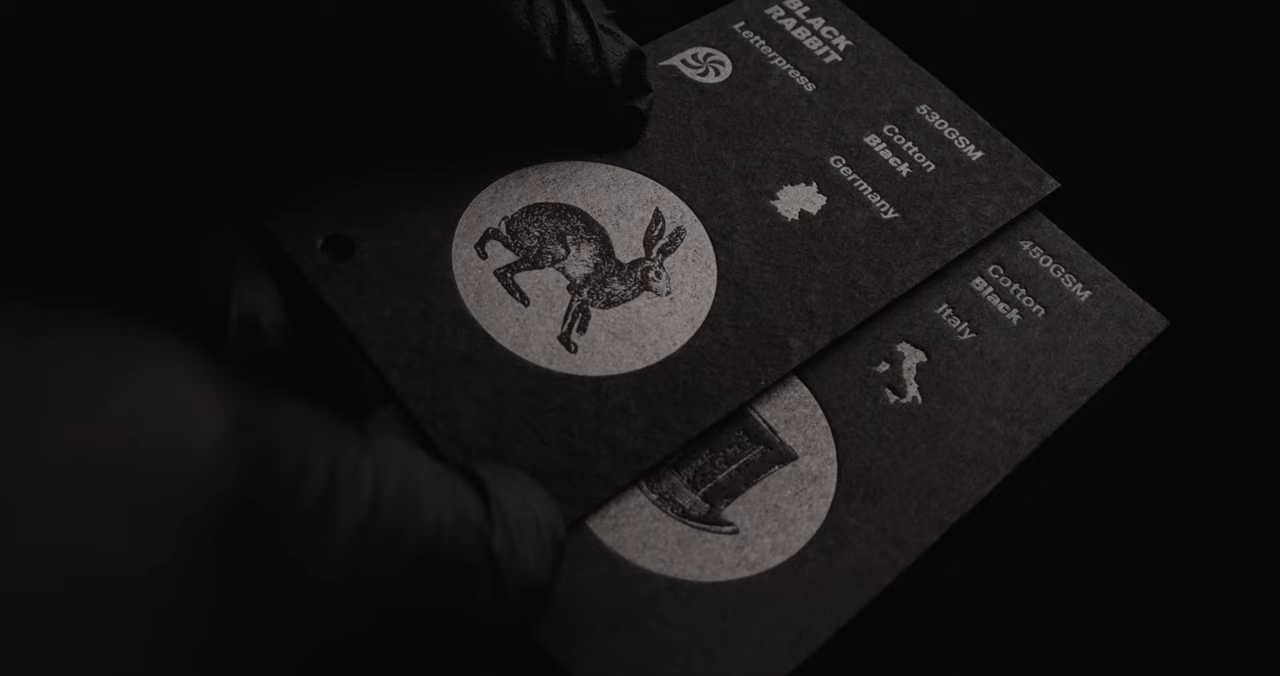 BLACK
RABBIT
Letterpress
530GSM
Cotton
Black
Germany
450GSM
Cotton
Black
Italy